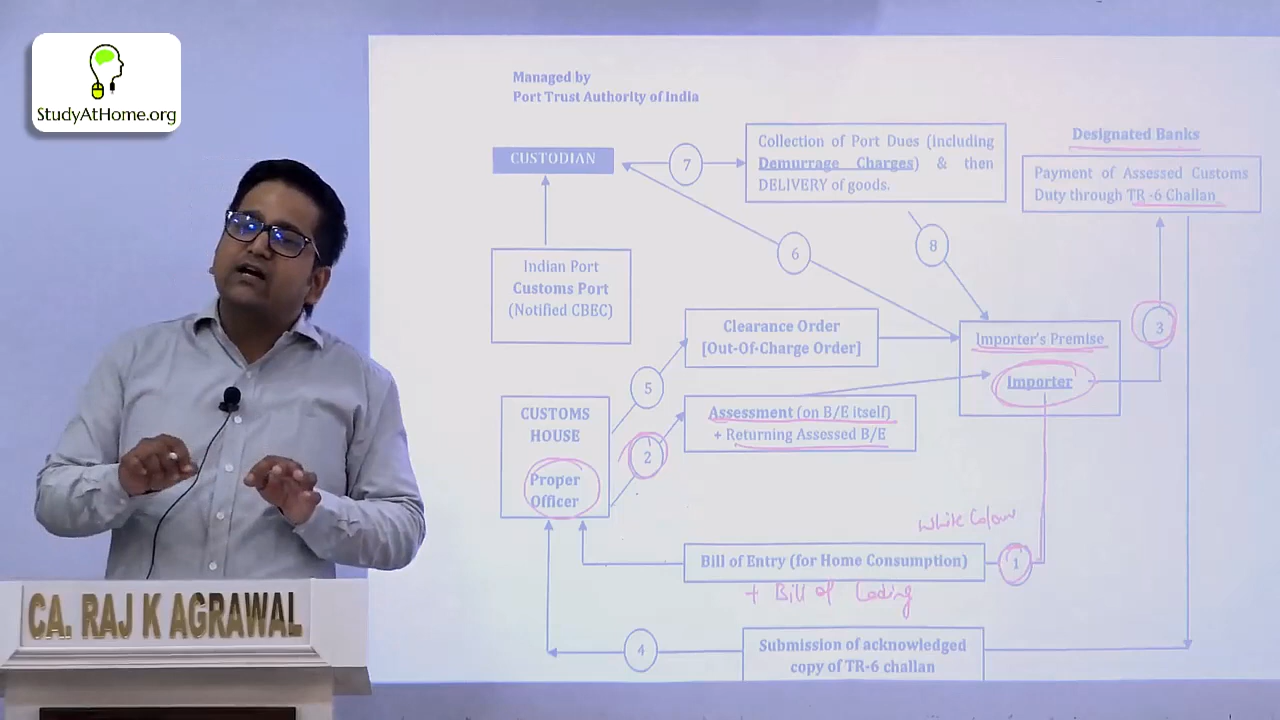 StudyAtHome.org
Managed by
Port Trust Authority of India
CUSTODIAN
7
Collection of Port Dues (including
Demurrage Charges) & then
DELIVERY of goods.
Designated Banks
Payment of Assessed Customs
Duty through TR -6 Challan
6
8
Indian Port
Customs Port
(Notified CBEC)
Clearance Order
[Out-Of-Charge Order]
Importer's Premise
Importer
3
5
CUSTOMS
HOUSE
Proper
Officer
2
Assessment (on B/E itself)
+ Returning Assessed B/E
White Colour
Bill of Entry (for Home Consumption)
1
+ Bill of Lading
4
Submission of acknowledged
copy of TR-6 challan
CA. RAJ K AGRAWAL